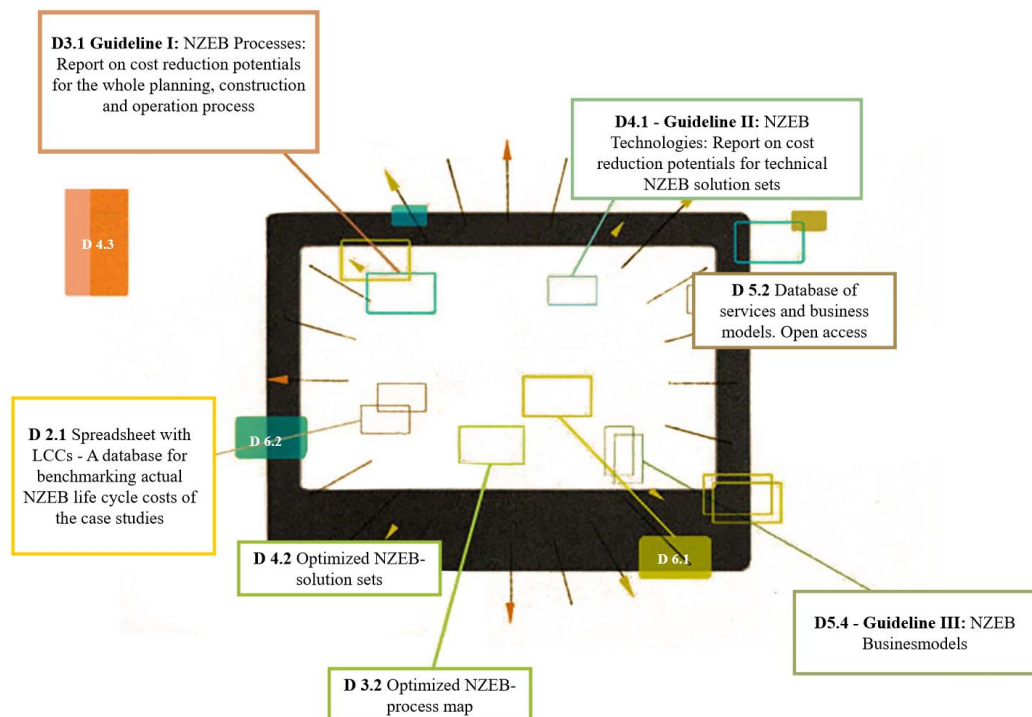 D3.1 Guideline I: NZEB Processes:
Report on cost reduction potentials
for the whole planning, construction
and operation process
D4.1 - Guideline II: NZEB
Technologies: Report on cost
reduction potentials for technical
NZEB solution sets
D 4.3
D 5.2 Database of
services and business
models. Open access
D 2.1 Spreadsheet with
LCCs - A database for
benchmarking actual
NZEB life cycle costs of
the case studies
D 6.2
D 4.2 Optimized NZEB-
solution sets
D 6.1
D5.4 - Guideline III: NZEB
Businesmodels
D 3.2 Optimized NZEB-
process map